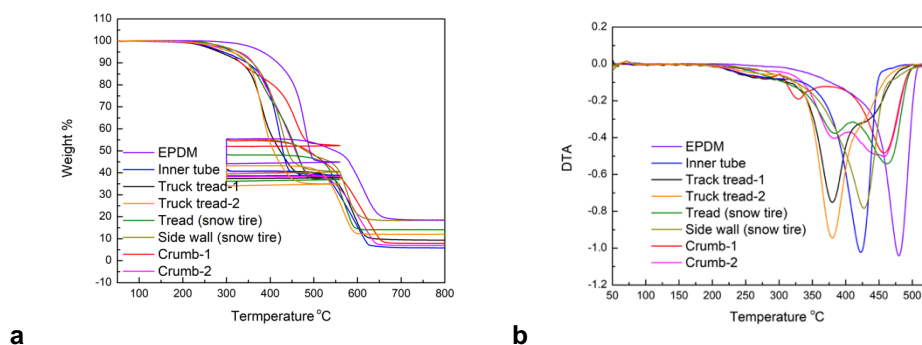 110
100
90
80
70
60
50
40
30
20
10
0
-10
Weight %
EPDM
Inner tube
Truck tread-1
Truck tread-2
Tread (snow tire)
Side wall (snow tire)
Crumb-1
Crumb-2
100 200 300 400 500 600 700 800
Termperature °C
a
0.0
-0.2
-0.4
-0.6
-0.8
-1.0
-1.2
DTA
EPDM
Inner tube
Track tread-1
Truck tread-2
Tread (snow tire)
Side wall (snow tire)
Crumb-1
Crumb-2
50 100 150 200 250 300 350 400 450 500
Temperature °C
b